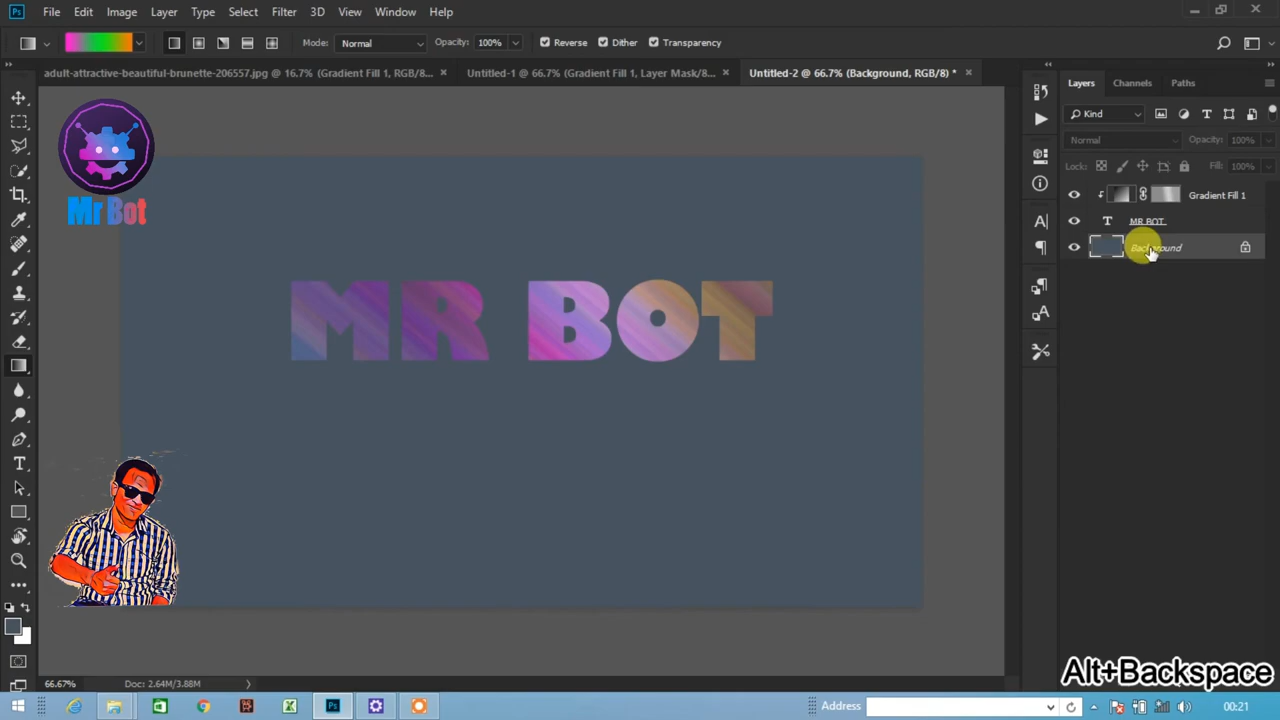 Ps File Edit Image Layer Type Select Filter 3D View Window Help
Mode: Normal Opacity: 100% Reverse Dither Transparency
adult-attractive-beautiful-brunette-206557.jpg @ 16.7% (Gradient Fill 1, RGB/8... × Untitled-1 @ 66.7% (Gradient Fill 1, Layer Mask/8... × Untitled-2 @ 66.7% (Background, RGB/8) * ×
Layers Channels Paths
Kind
Normal Opacity: 100%
Lock: Fill: 100%
Gradient Fill 1
T MR BOT
Background
Mr Bot
MR BOT
Alt+Backspace
66.67% Doc: 2.64M/3.88M
Ps Address 00:21